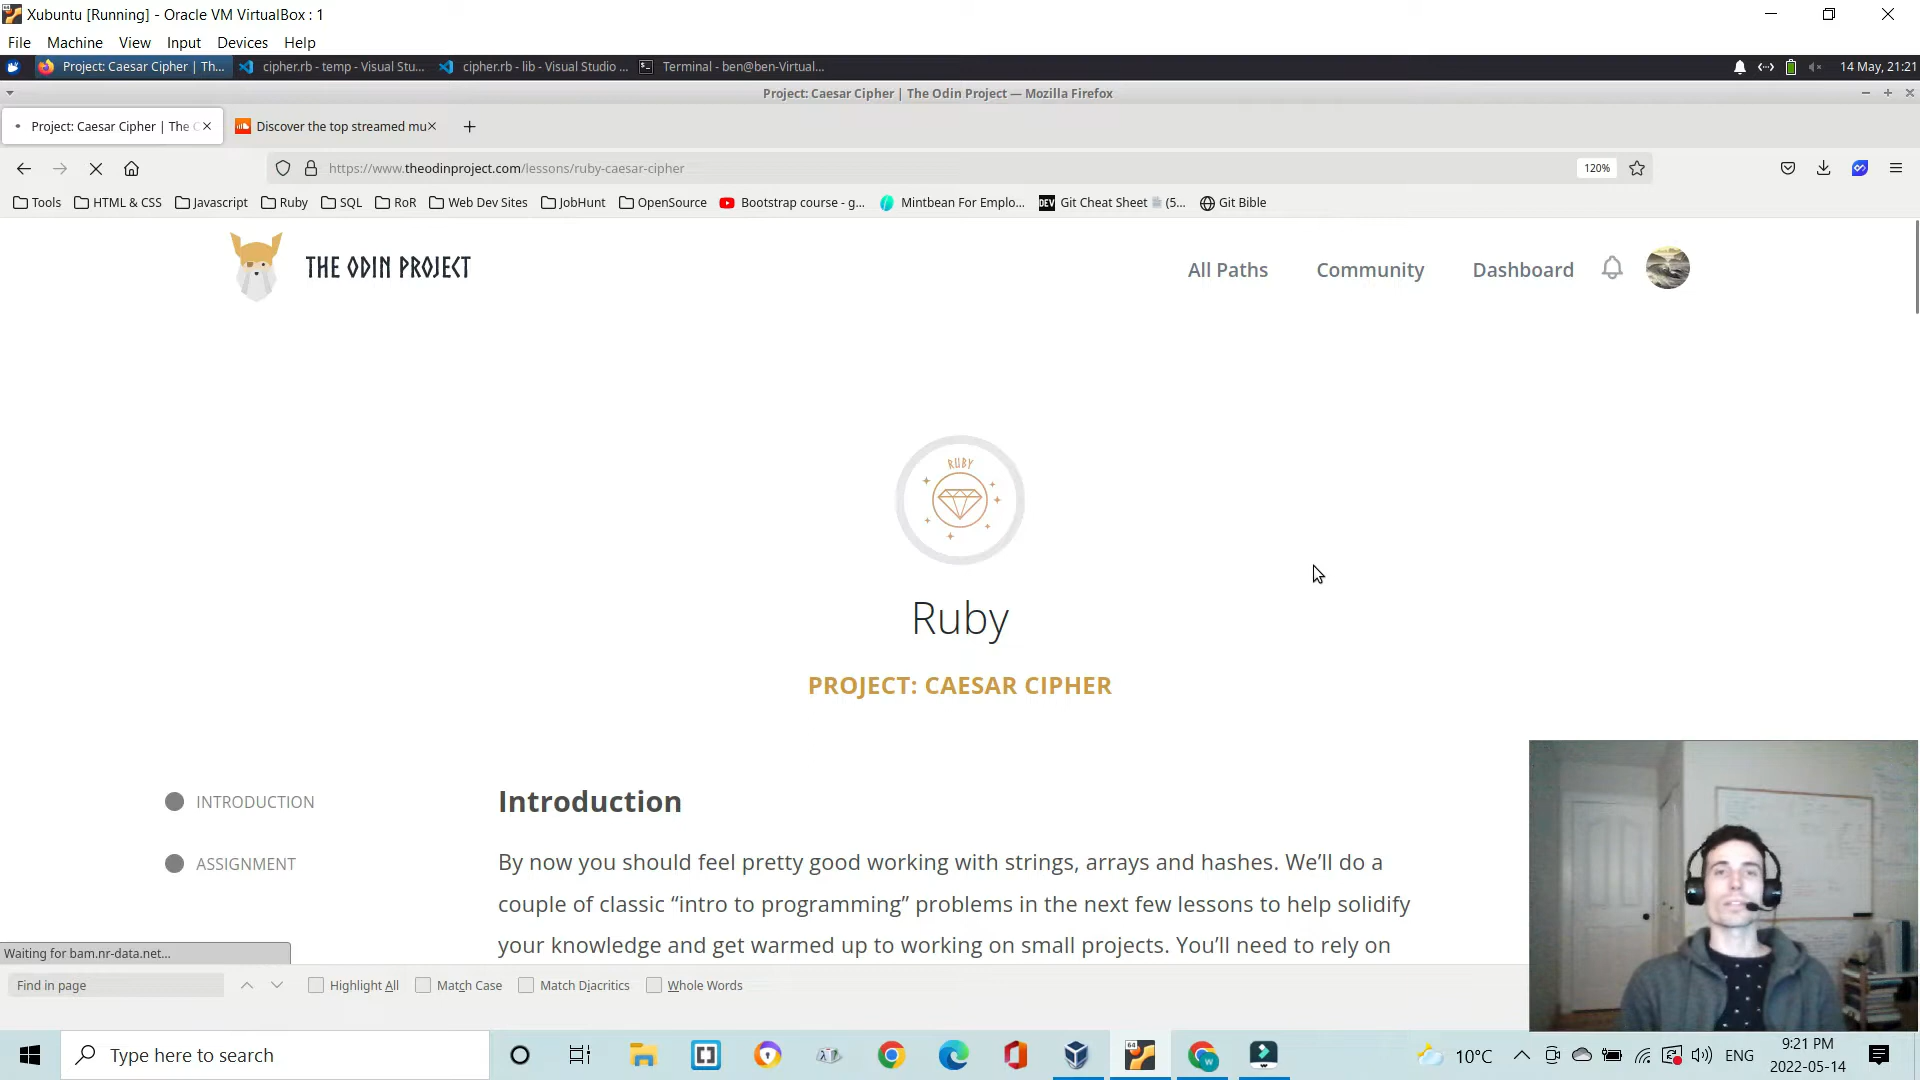 Xubuntu [Running] - Oracle VM VirtualBox : 1
File Machine View Input Devices Help
Project: Caesar Cipher | Th... cipher.rb - temp - Visual Stu... cipher.rb - lib - Visual Studio ... Terminal - ben@ben-Virtual... 14 May, 21:21
Project: Caesar Cipher | The Odin Project — Mozilla Firefox
Project: Caesar Cipher | The Discover the top streamed mu
https://www.theodinproject.com/lessons/ruby-caesar-cipher 120%
Tools HTML & CSS Javascript Ruby SQL RoR Web Dev Sites JobHunt OpenSource Bootstrap course - g... Mintbean For Emplo... DEV Git Cheat Sheet (5... Git Bible
THE ODIN PROJECT All Paths Community Dashboard
RUBY
Ruby
PROJECT: CAESAR CIPHER
INTRODUCTION
ASSIGNMENT
Introduction
By now you should feel pretty good working with strings, arrays and hashes. We’ll do a
couple of classic “intro to programming” problems in the next few lessons to help solidify
your knowledge and get warmed up to working on small projects. You’ll need to rely on
Waiting for bam.nr-data.net...
Find in page Highlight All Match Case Match Diacritics Whole Words
Type here to search 64 W 10°C ENG 9:21 PM
2022-05-14